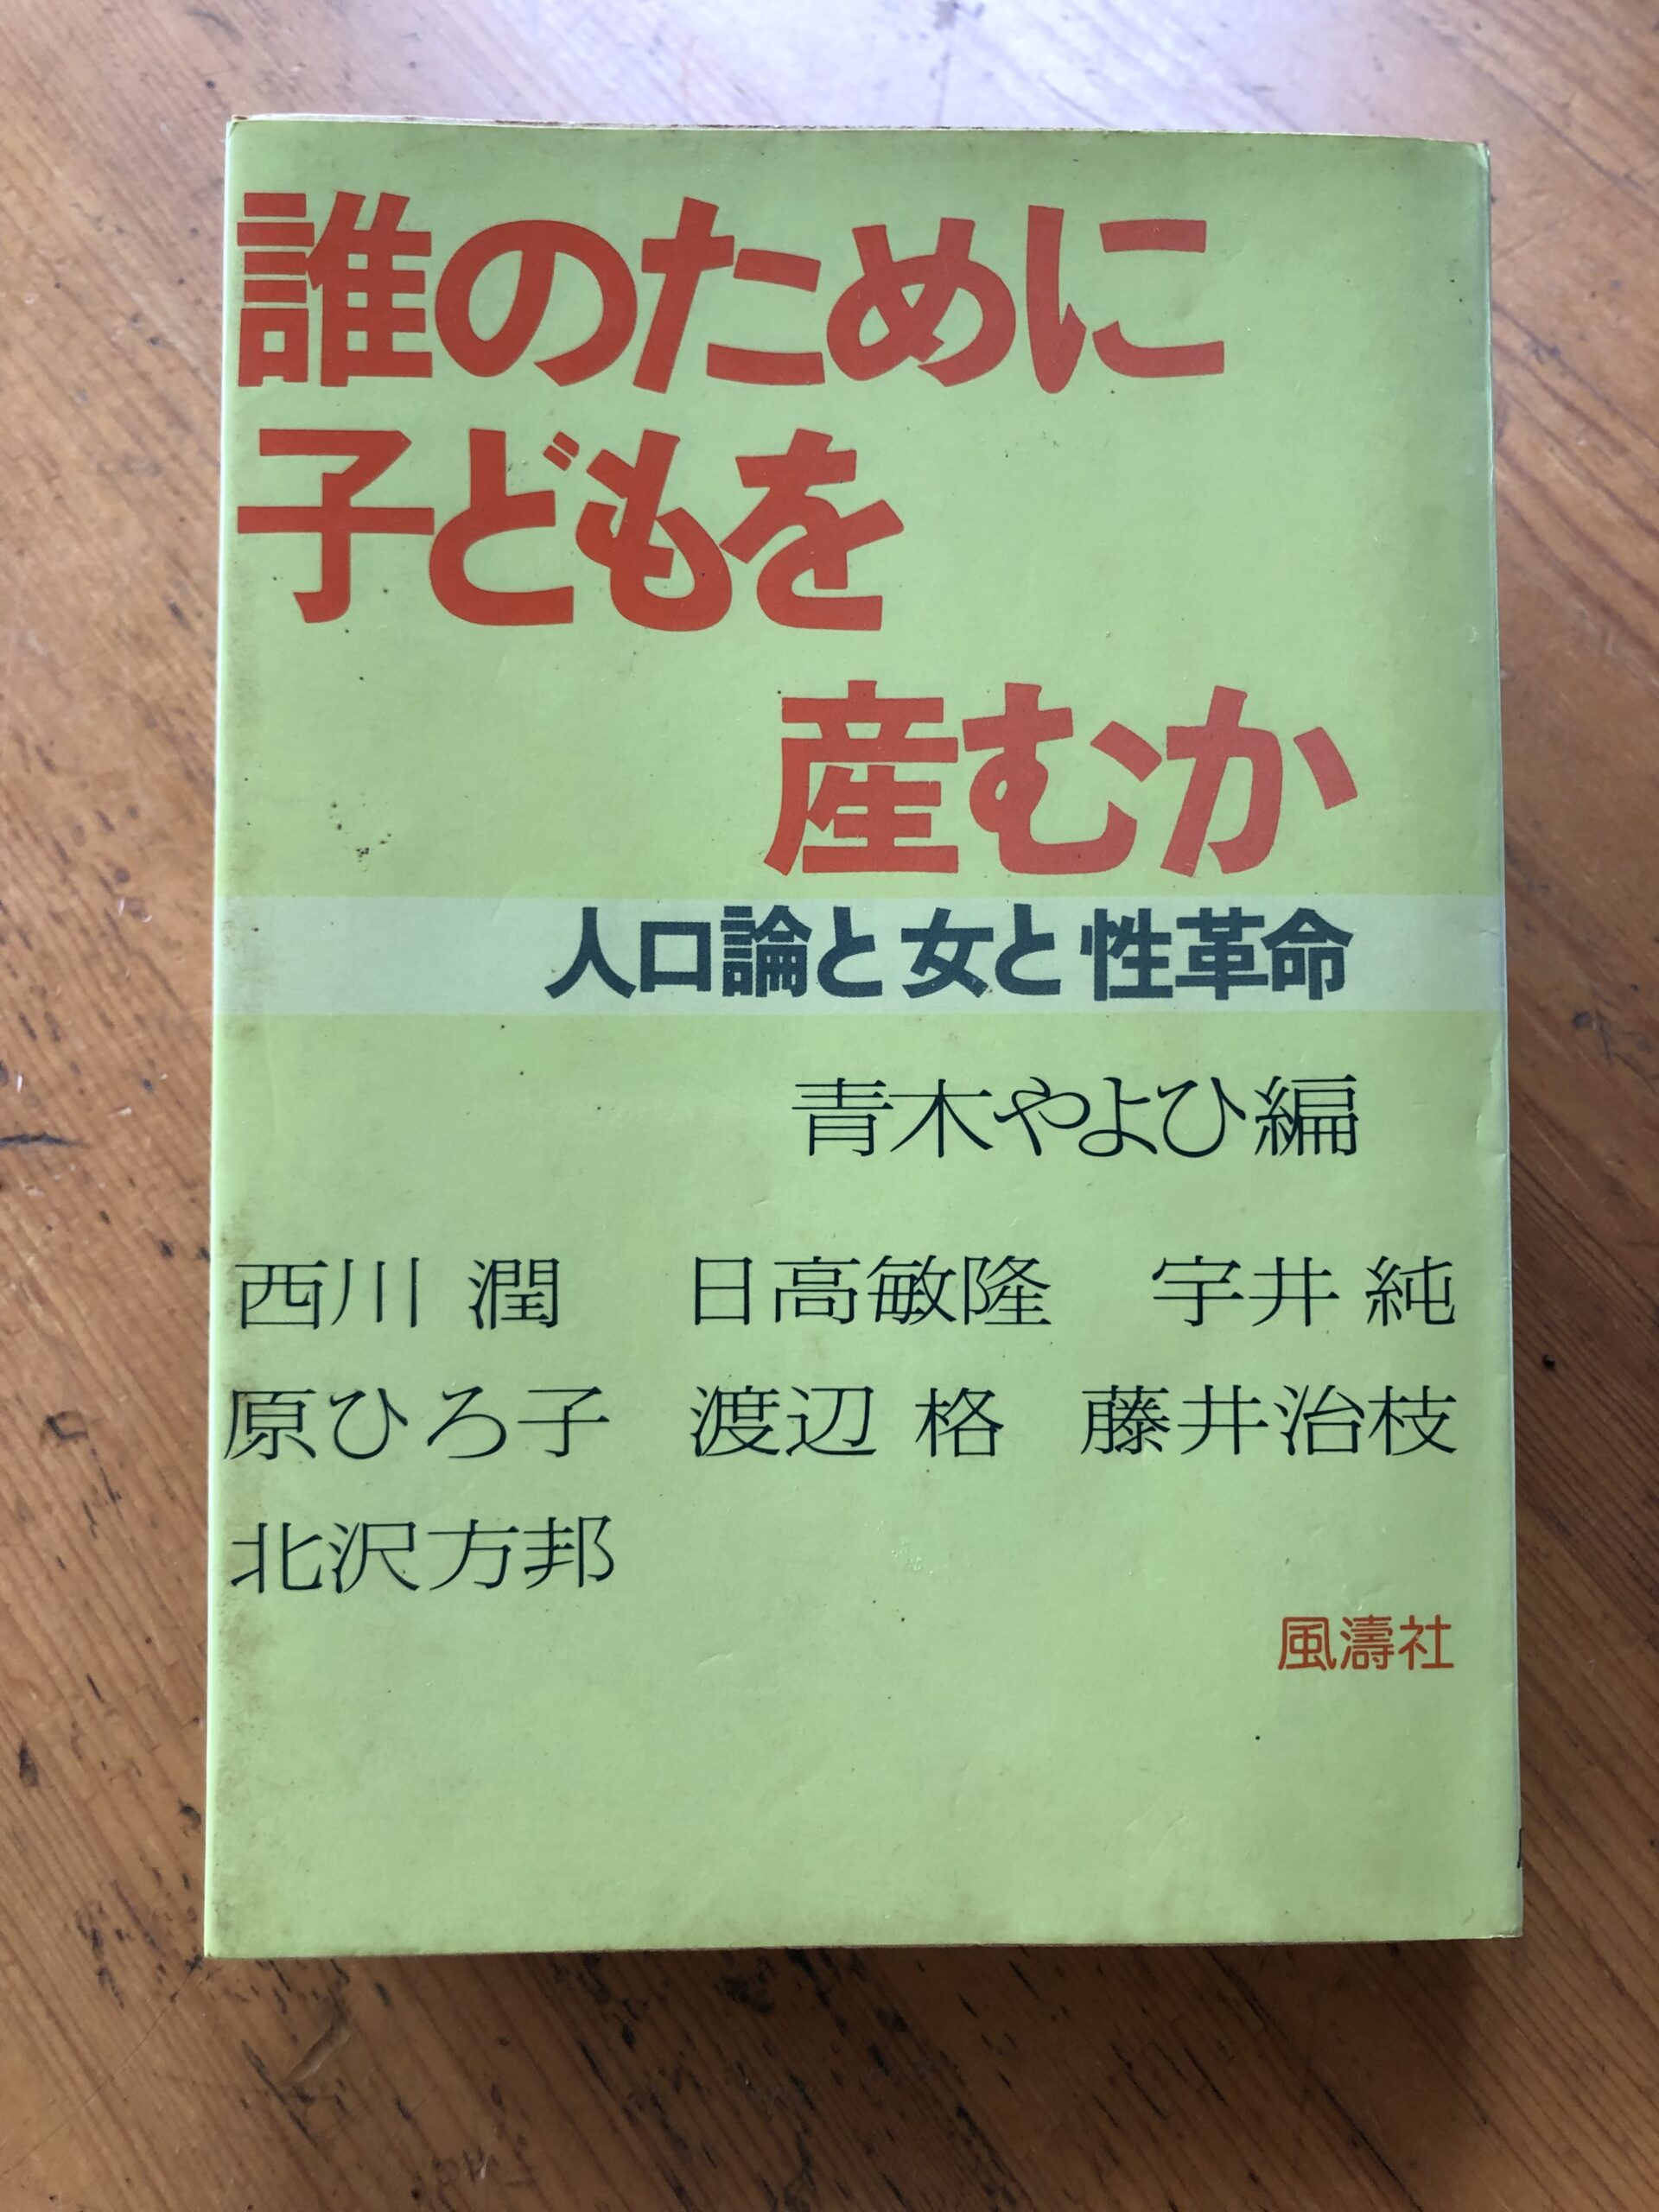 誰のために
子どもを
産むか
人口論と女と性革命
青木やよひ編
西川 潤　日高敏隆　宇井 純
原ひろ子　渡辺 格　藤井治枝
北沢方邦
風濤社